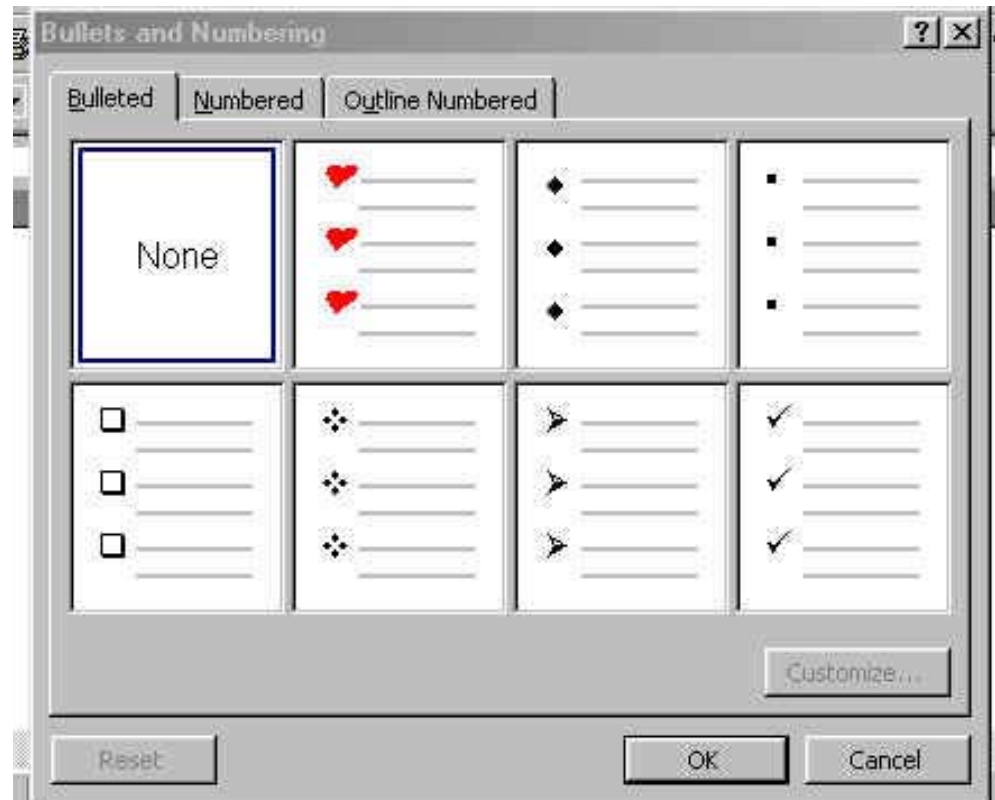 Bullets and Numbering
Bulleted Numbered Outline Numbered
None
Customize...
Reset OK Cancel